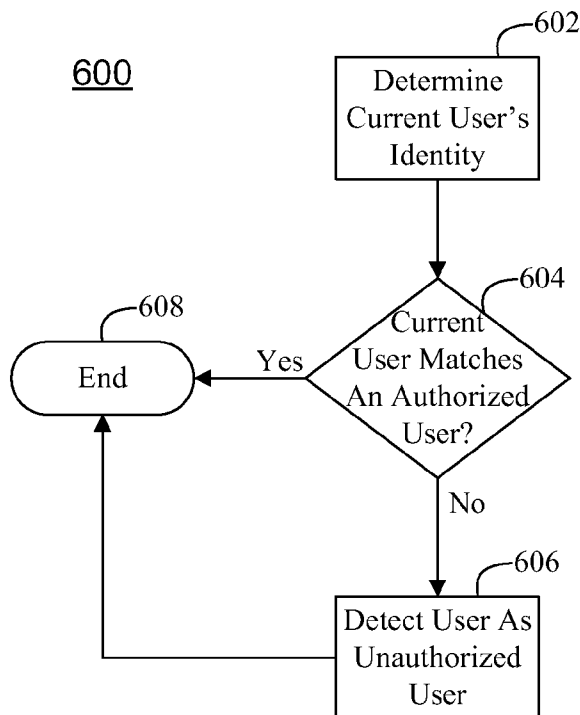 600
602
Determine
Current User's
Identity
604
Current
User Matches
An Authorized
User?
608
End
Yes
No
606
Detect User As
Unauthorized
User